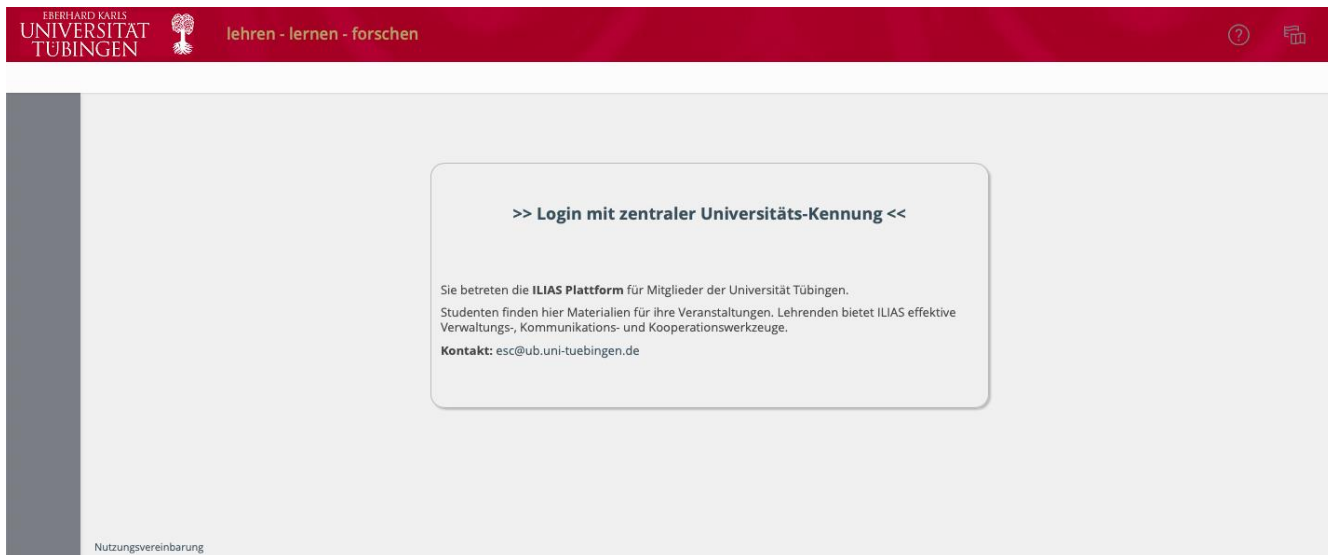 EBERHARD KARLS
UNIVERSITÄT
TÜBINGEN
lehren - lernen - forschen
>> Login mit zentraler Universitäts-Kennung <<
Sie betreten die ILIAS Plattform für Mitglieder der Universität Tübingen.
Studenten finden hier Materialien für ihre Veranstaltungen. Lehrenden bietet ILIAS effektive
Verwaltungs-, Kommunikations- und Kooperationswerkzeuge.
Kontakt: esc@ub.uni-tuebingen.de
Nutzungsvereinbarung